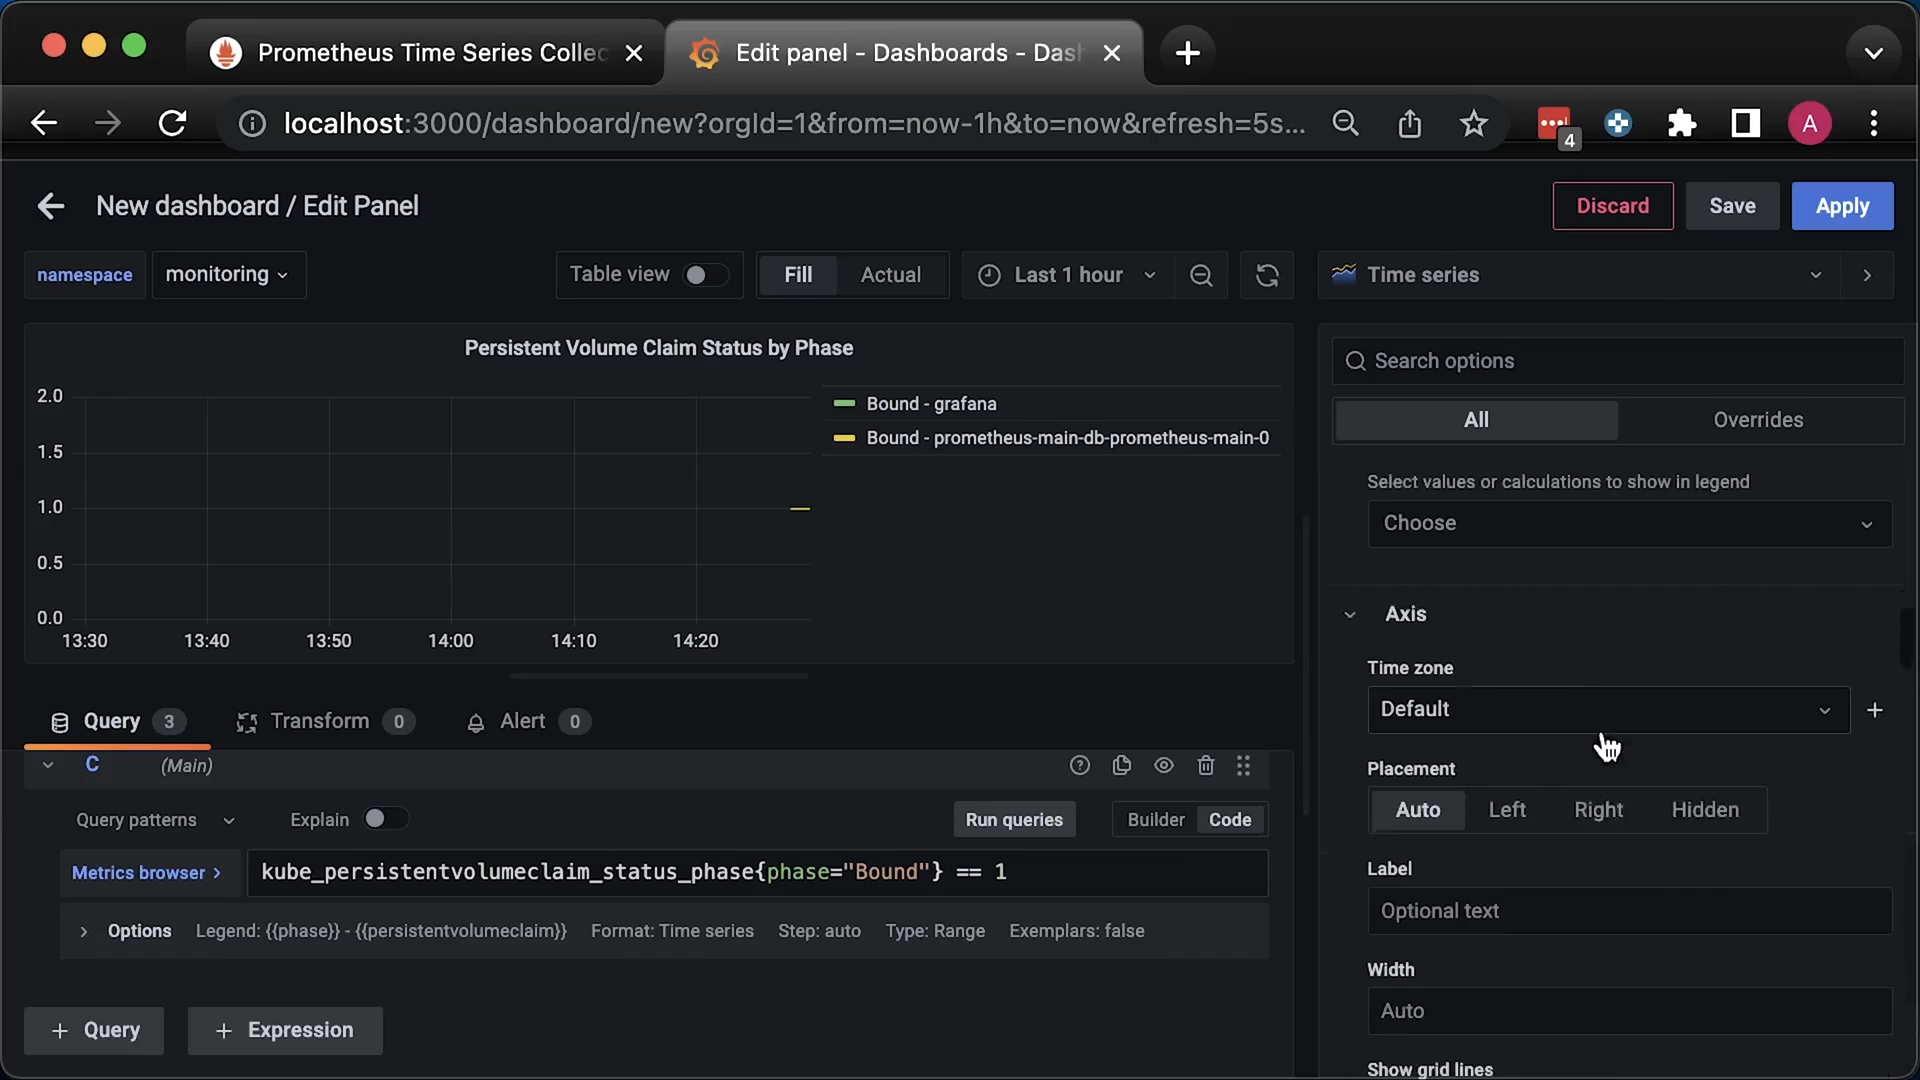 Prometheus Time Series Collec
Edit panel - Dashboards - Dash
localhost:3000/dashboard/new?orgId=1&from=now-1h&to=now&refresh=5s...
4
A
New dashboard / Edit Panel
Discard
Save
Apply
namespace
monitoring
Table view
Fill
Actual
Last 1 hour
Time series
Persistent Volume Claim Status by Phase
2.0
1.5
1.0
0.5
0.0
13:30
13:40
13:50
14:00
14:10
14:20
Bound - grafana
Bound - prometheus-main-db-prometheus-main-0
Query 3
Transform 0
Alert 0
C (Main)
Query patterns
Explain
Run queries
Builder
Code
Metrics browser >
kube_persistentvolumeclaim_status_phase{phase="Bound"} == 1
Options Legend: {{phase}} - {{persistentvolumeclaim}} Format: Time series Step: auto Type: Range Exemplars: false
+ Query
+ Expression
Search options
All
Overrides
Select values or calculations to show in legend
Choose
Axis
Time zone
Default
Placement
Auto
Left
Right
Hidden
Label
Optional text
Width
Auto
Show grid lines